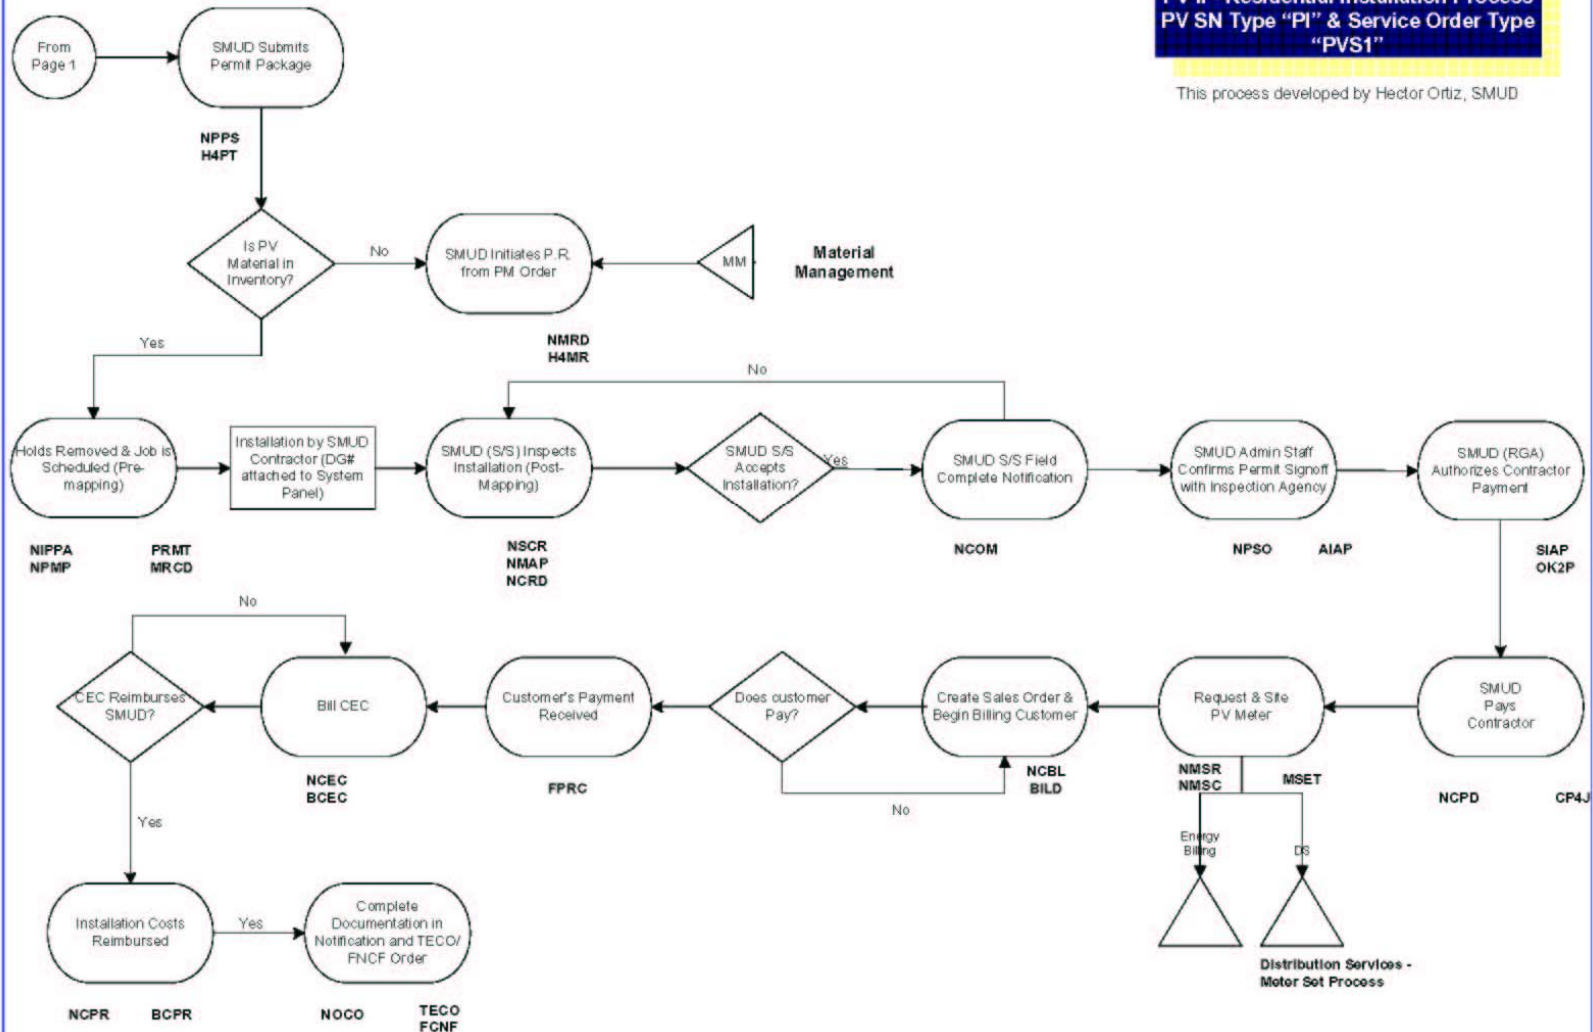 From
Page 1
SMUD Submits
Permit Package
PV SN Type “PI” & Service Order Type
“PVS1”
This process developed by Hector Ortiz, SMUD
NPPS
H4PT
Is PV
Material in
Inventory?
No
SMUD Initiates P.R.
from PM Order
MM
Material
Management
Yes
NMRD
H4MR
No
Holds Removed & Job is
Scheduled (Pre-
mapping)
Installation by SMUD
Contractor (DG#
attached to System
Panel)
SMUD (S/S) Inspects
Installation (Post-
Mapping)
SMUD S/S
Accepts
Installation?
Yes
SMUD S/S Field
Complete Notification
SMUD Admin Staff
Confirms Permit Signoff
with Inspection Agency
SMUD (RGA)
Authorizes Contractor
Payment
NIPPA
NPMP
PRMT
MRCD
NSCR
NMAP
NCRD
NCOM
NPSO
AIAP
SIAP
OK2P
No
CEC Reimburses
SMUD?
Bill CEC
Customer's Payment
Received
Does customer
Pay?
Create Sales Order &
Begin Billing Customer
Request & Site
PV Meter
SMUD
Pays
Contractor
NCEC
BCEC
FPRC
No
NCBL
BILD
NMSR
NMSC
MSET
NCPD
CP4J
Yes
Energy
Billing
DS
Installation Costs
Reimbursed
Yes
Complete
Documentation in
Notification and TECO/
FNCF Order
Distribution Services -
Meter Set Process
NCPR
BCPR
NOCO
TECO
FCNF